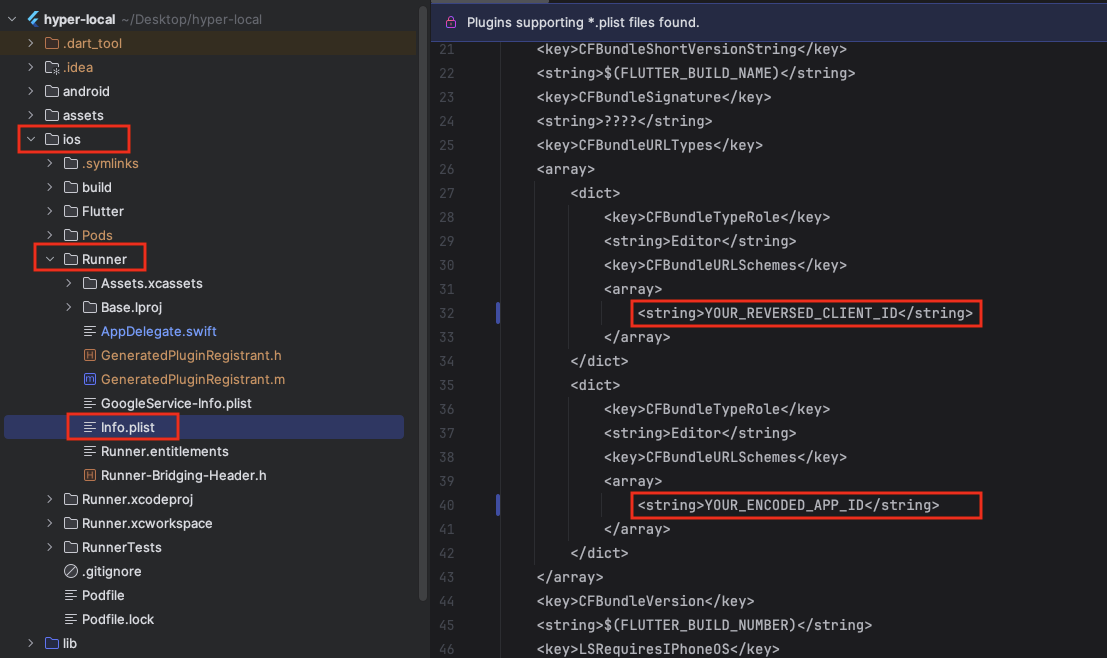 hyper-local ~/Desktop/hyper-local
.dart_tool
.idea
android
assets
ios
.symlinks
build
Flutter
Pods
Runner
Assets.xcassets
Base.lproj
AppDelegate.swift
GeneratedPluginRegistrant.h
GeneratedPluginRegistrant.m
GoogleService-Info.plist
Info.plist
Runner.entitlements
Runner-Bridging-Header.h
Runner.xcodeproj
Runner.xcworkspace
RunnerTests
.gitignore
Podfile
Podfile.lock
lib
Plugins supporting *.plist files found.
21 <key>CFBundleShortVersionString</key>
22 <string>$(FLUTTER_BUILD_NAME)</string>
23 <key>CFBundleSignature</key>
24 <string>????</string>
25 <key>CFBundleURLTypes</key>
26 <array>
27 <dict>
28 <key>CFBundleTypeRole</key>
29 <string>Editor</string>
30 <key>CFBundleURLSchemes</key>
31 <array>
32 <string>YOUR_REVERSED_CLIENT_ID</string>
33 </array>
34 </dict>
35 <dict>
36 <key>CFBundleTypeRole</key>
37 <string>Editor</string>
38 <key>CFBundleURLSchemes</key>
39 <array>
40 <string>YOUR_ENCODED_APP_ID</string>
41 </array>
42 </dict>
43 </array>
44 <key>CFBundleVersion</key>
45 <string>$(FLUTTER_BUILD_NUMBER)</string>
46 <key>LSRequiresIPhoneOS</key>